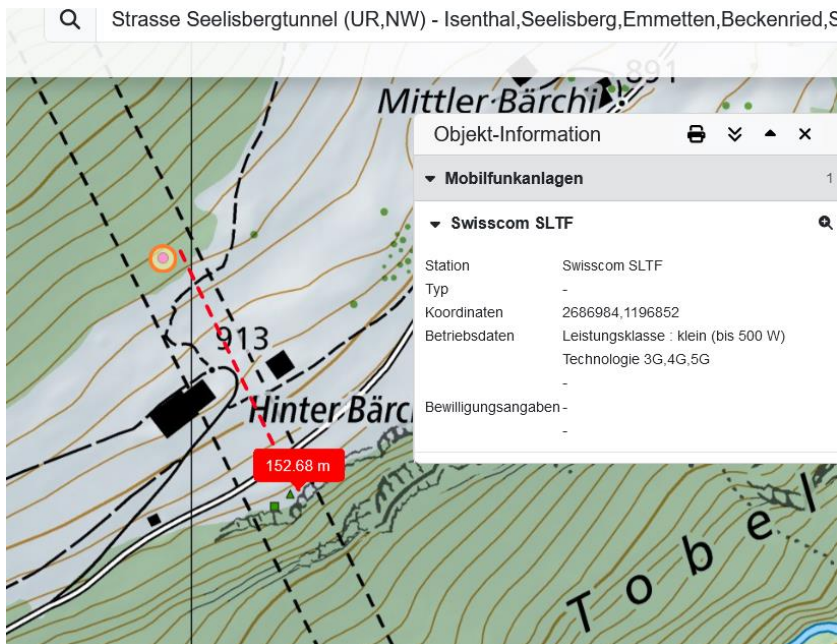 Strasse Seelisbergtunnel (UR,NW) - Isenthal,Seelisberg,Emmetten,Beckenried,S
891
Mittler Bärchi
Objekt-Information
Mobilfunkanlagen 1
Swisscom SLTF
Station Swisscom SLTF
Typ -
Koordinaten 2686984,1196852
Betriebsdaten Leistungsklasse : klein (bis 500 W)
Technologie 3G,4G,5G
-
Bewilligungsangaben -
-
913
Hinter Bärc
152.68 m
Tobel